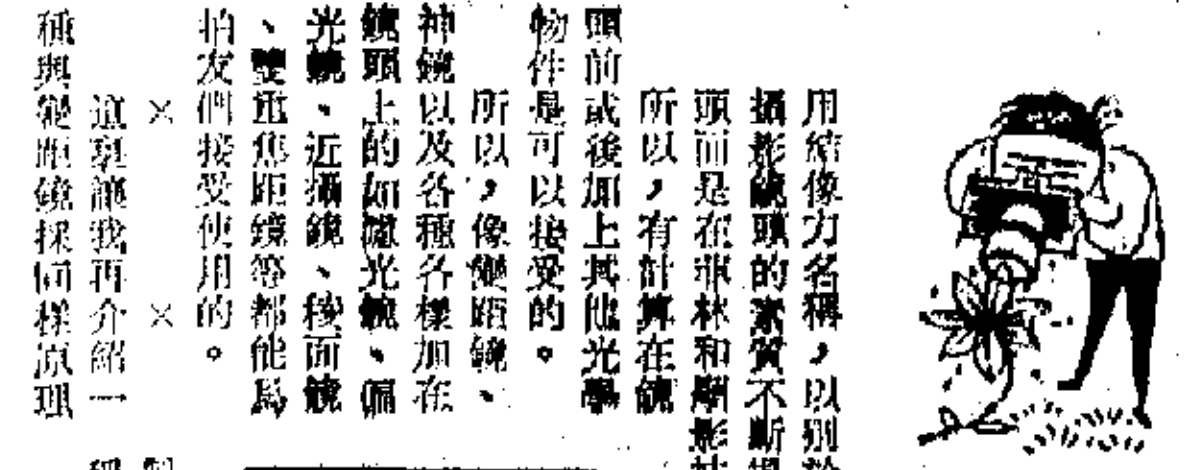 用結像力名稱，以別於
攝影鏡頭的素質不斷提
頭而是在菲林和顯影技
所以，有計算在鏡
頭前或後加上其他光學
物件是可以接受的。
所以，像變距鏡、
神鏡以及各種各樣加在
鏡頭上的如濾光鏡、偏
光鏡、近攝鏡、稜面鏡
、雙重焦距鏡等都能爲
拍友們接受使用的。
× ×
這裏讓我再介紹一
種與變距鏡採同樣原理